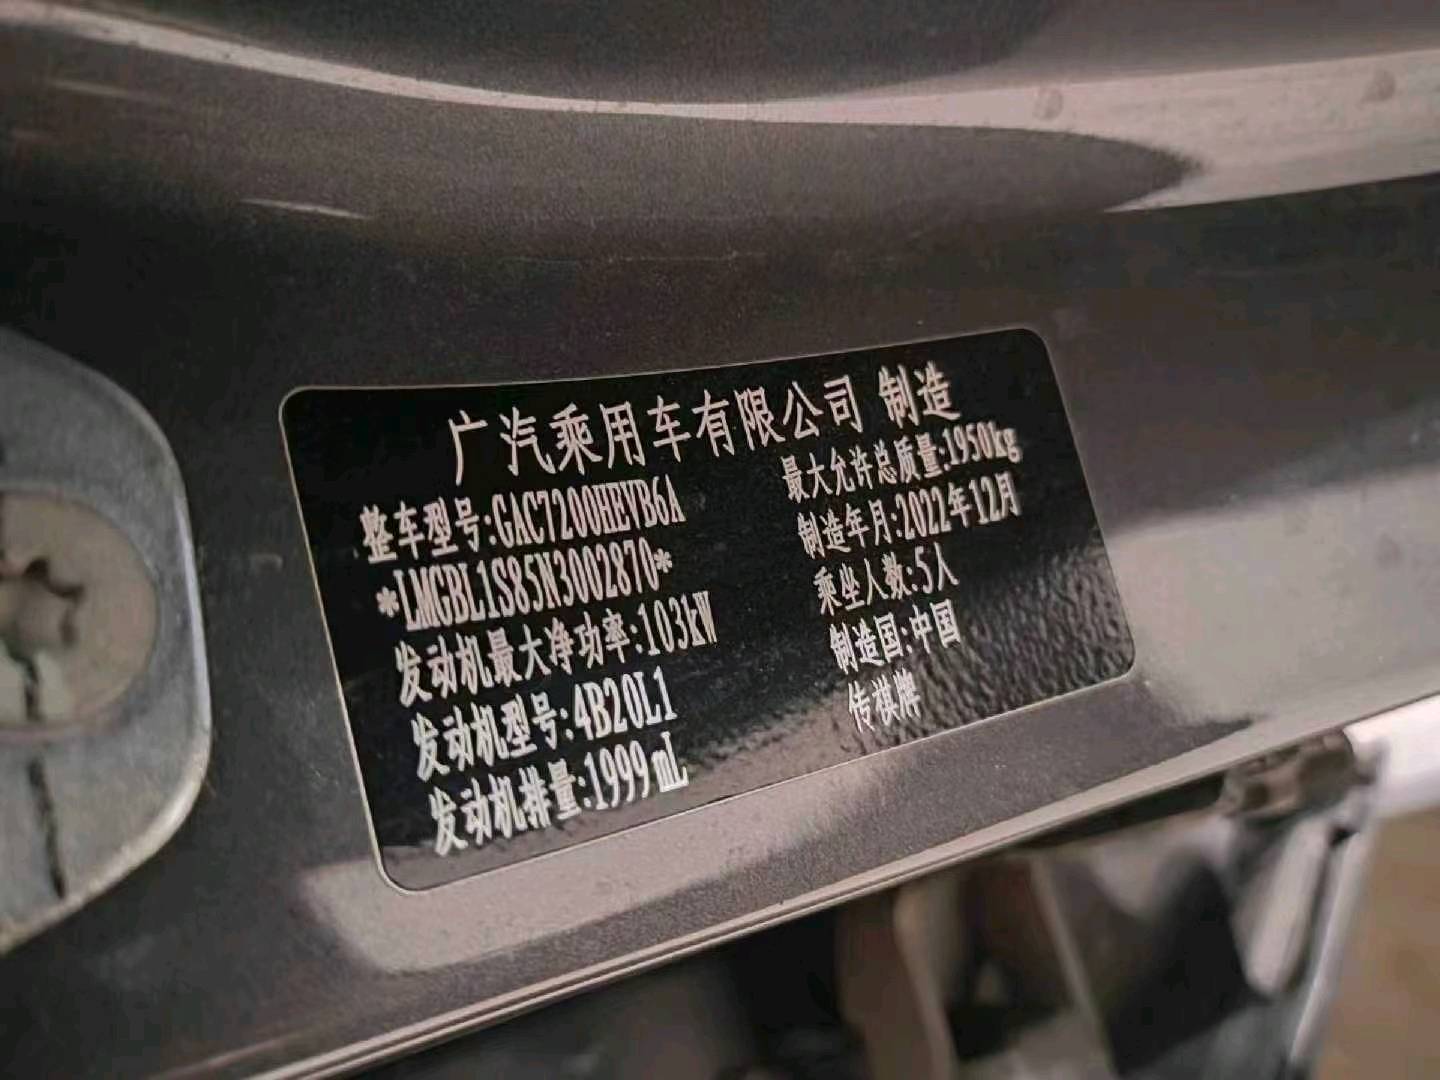 广汽乘用车有限公司 制造
整车型号:GAC7200HEVB6A
*LMGBL1S85N3002870*
发动机最大净功率:103kW
发动机型号:4B20L1
发动机排量:1999mL
最大允许总质量:1950kg
制造年月:2022年12月
乘坐人数:5人
制造国:中国
传祺牌